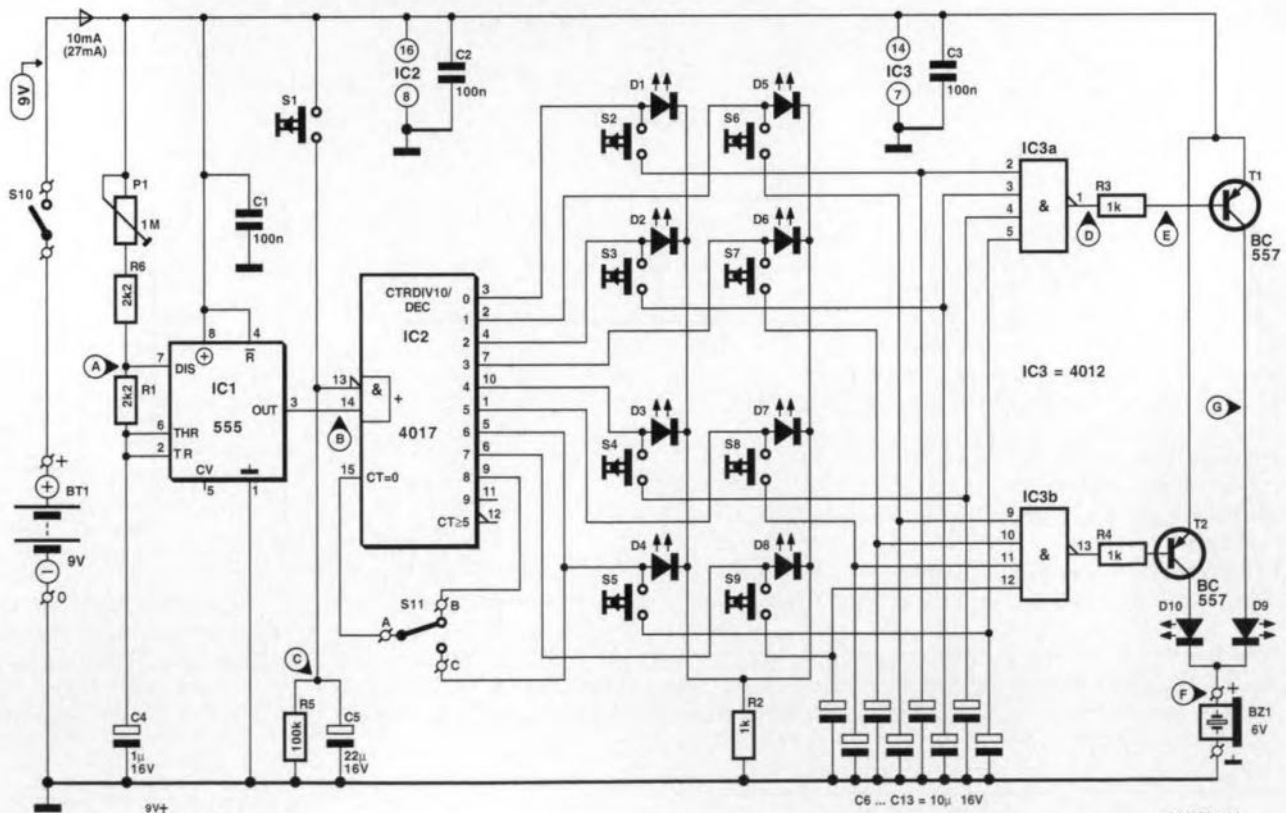 10mA
(27mA)
9V
S10
P1
1M
R6
2k2
A
R1
2k2
BT1
9V
0
C4
1µ
16V
8
4
R
7
DIS
IC1
OUT
3
555
6
THR
2
TR
CV
5
1
C1
100n
S1
16
IC2
8
C2
100n
CTRDIV10/
DEC
IC2
4017
13
&
+
14
B
15
CT=0
0
3
1
2
2
4
3
7
4
10
5
1
6
5
7
6
8
9
9
11
CT≥5
12
S11
B
A
C
C
R5
100k
C5
22µ
16V
D1
S2
D5
S6
D2
S3
D6
S7
D3
S4
D7
S8
D4
S5
D8
S9
R2
1k
14
IC3
7
C3
100n
IC3a
2
3
4
5
&
1
R3
1k
D
E
T1
BC
557
IC3 = 4012
G
IC3b
9
10
11
12
&
13
R4
1k
T2
BC
557
D10
D9
F
+
BZ1
6V
C6 ... C13 = 10µ 16V
9V+